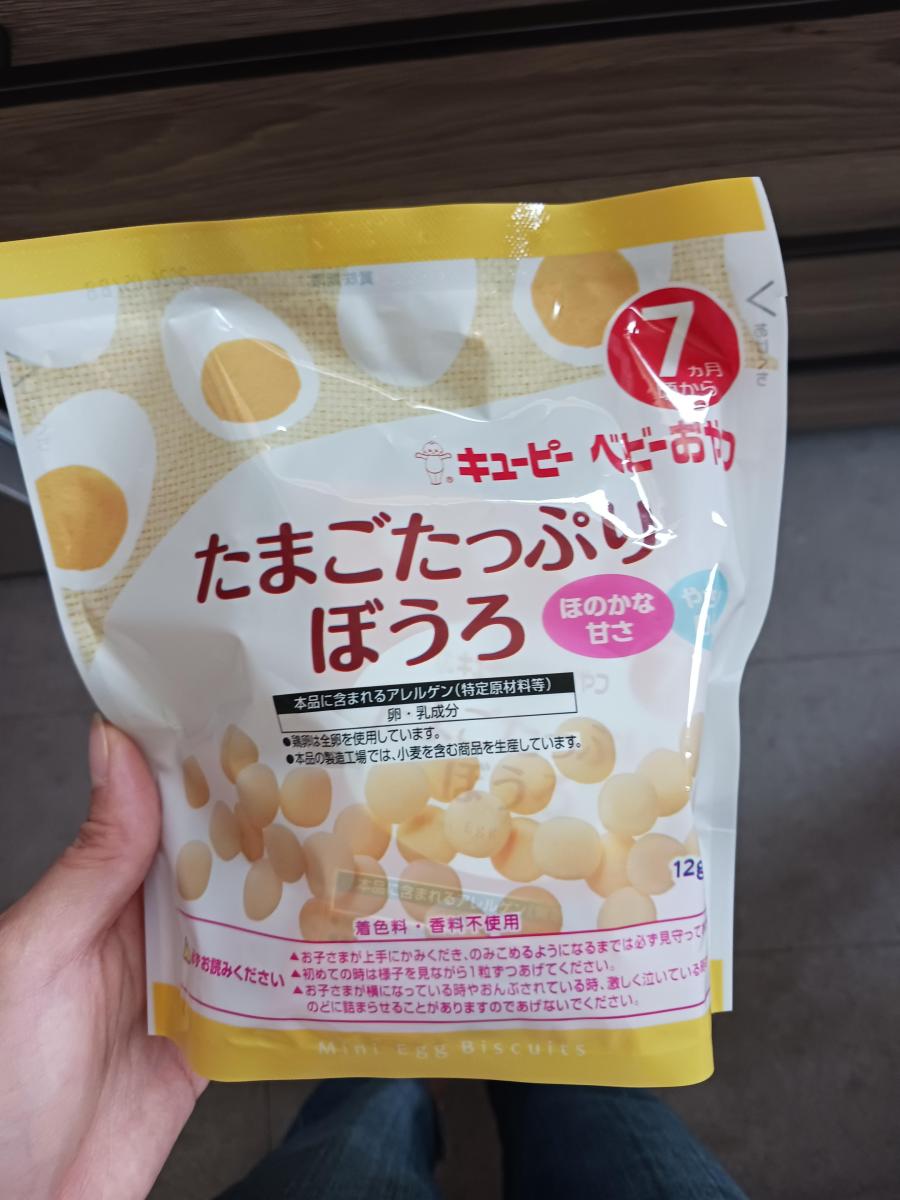 7
ヵ月
頃から
キューピー ベビーおやつ
たまごたっぷり
ぼうろ
ほのかな
甘さ
本品に含まれるアレルゲン(特定原材料等)
卵・乳成分
●鶏卵は全卵を使用しています。
●本品の製造工場では、小麦を含む商品を生産しています。
Egg
12g
着色料・香料不使用
お読みください
▲お子さまが上手にかみくだき、のみこめるようになるまでは必ず見守って
▲初めての時は様子を見ながら1粒ずつあげてください。
▲お子さまが横になっている時やおんぶされている時、激しく泣いている
のどに詰まらせることがありますのであげないでください。
Mini Egg Biscuits